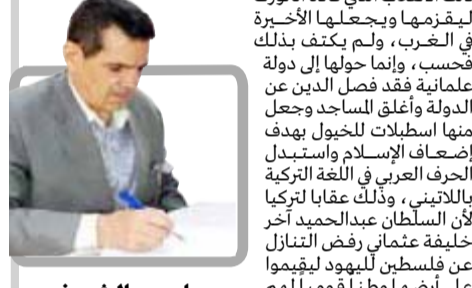 ليقزمها ويجعلها الأخيرة
في الغرب، ولم يكتف بذلك
فحسب، وإنما حولها إلى دولة
علمانية فقد فصل الدين عن
الدولة وأغلق المساجد وجعل
منها اسطبلات للخيول بهدف
إضعاف الإسلام واستبدل
الحرف العربي في اللغة التركية
باللاتيني، وذلك عقابا لتركيا
لأن السلطان عبدالحميد آخر
خليفة عثماني رفض التنازل
عن فلسطين لليهود ليقيموا